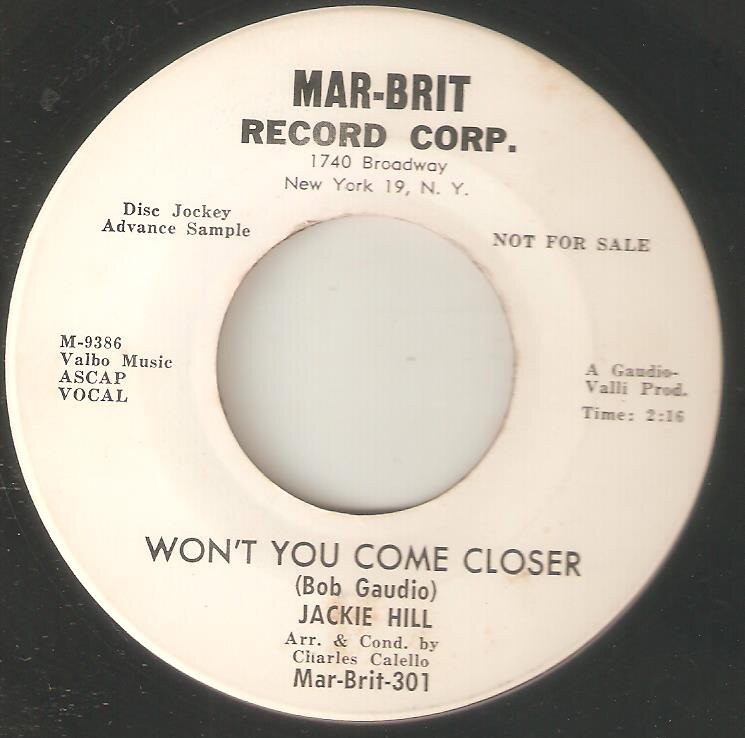 MAR-BRIT
RECORD CORP.
1740 Broadway
New York 19, N. Y.
Disc Jockey
Advance Sample
NOT FOR SALE
M-9386
Valbo Music
ASCAP
VOCAL
A Gaudio-
Valli Prod.
Time: 2:16
WON'T YOU COME CLOSER
(Bob Gaudio)
JACKIE HILL
Arr. & Cond. by
Charles Calello
Mar-Brit-301